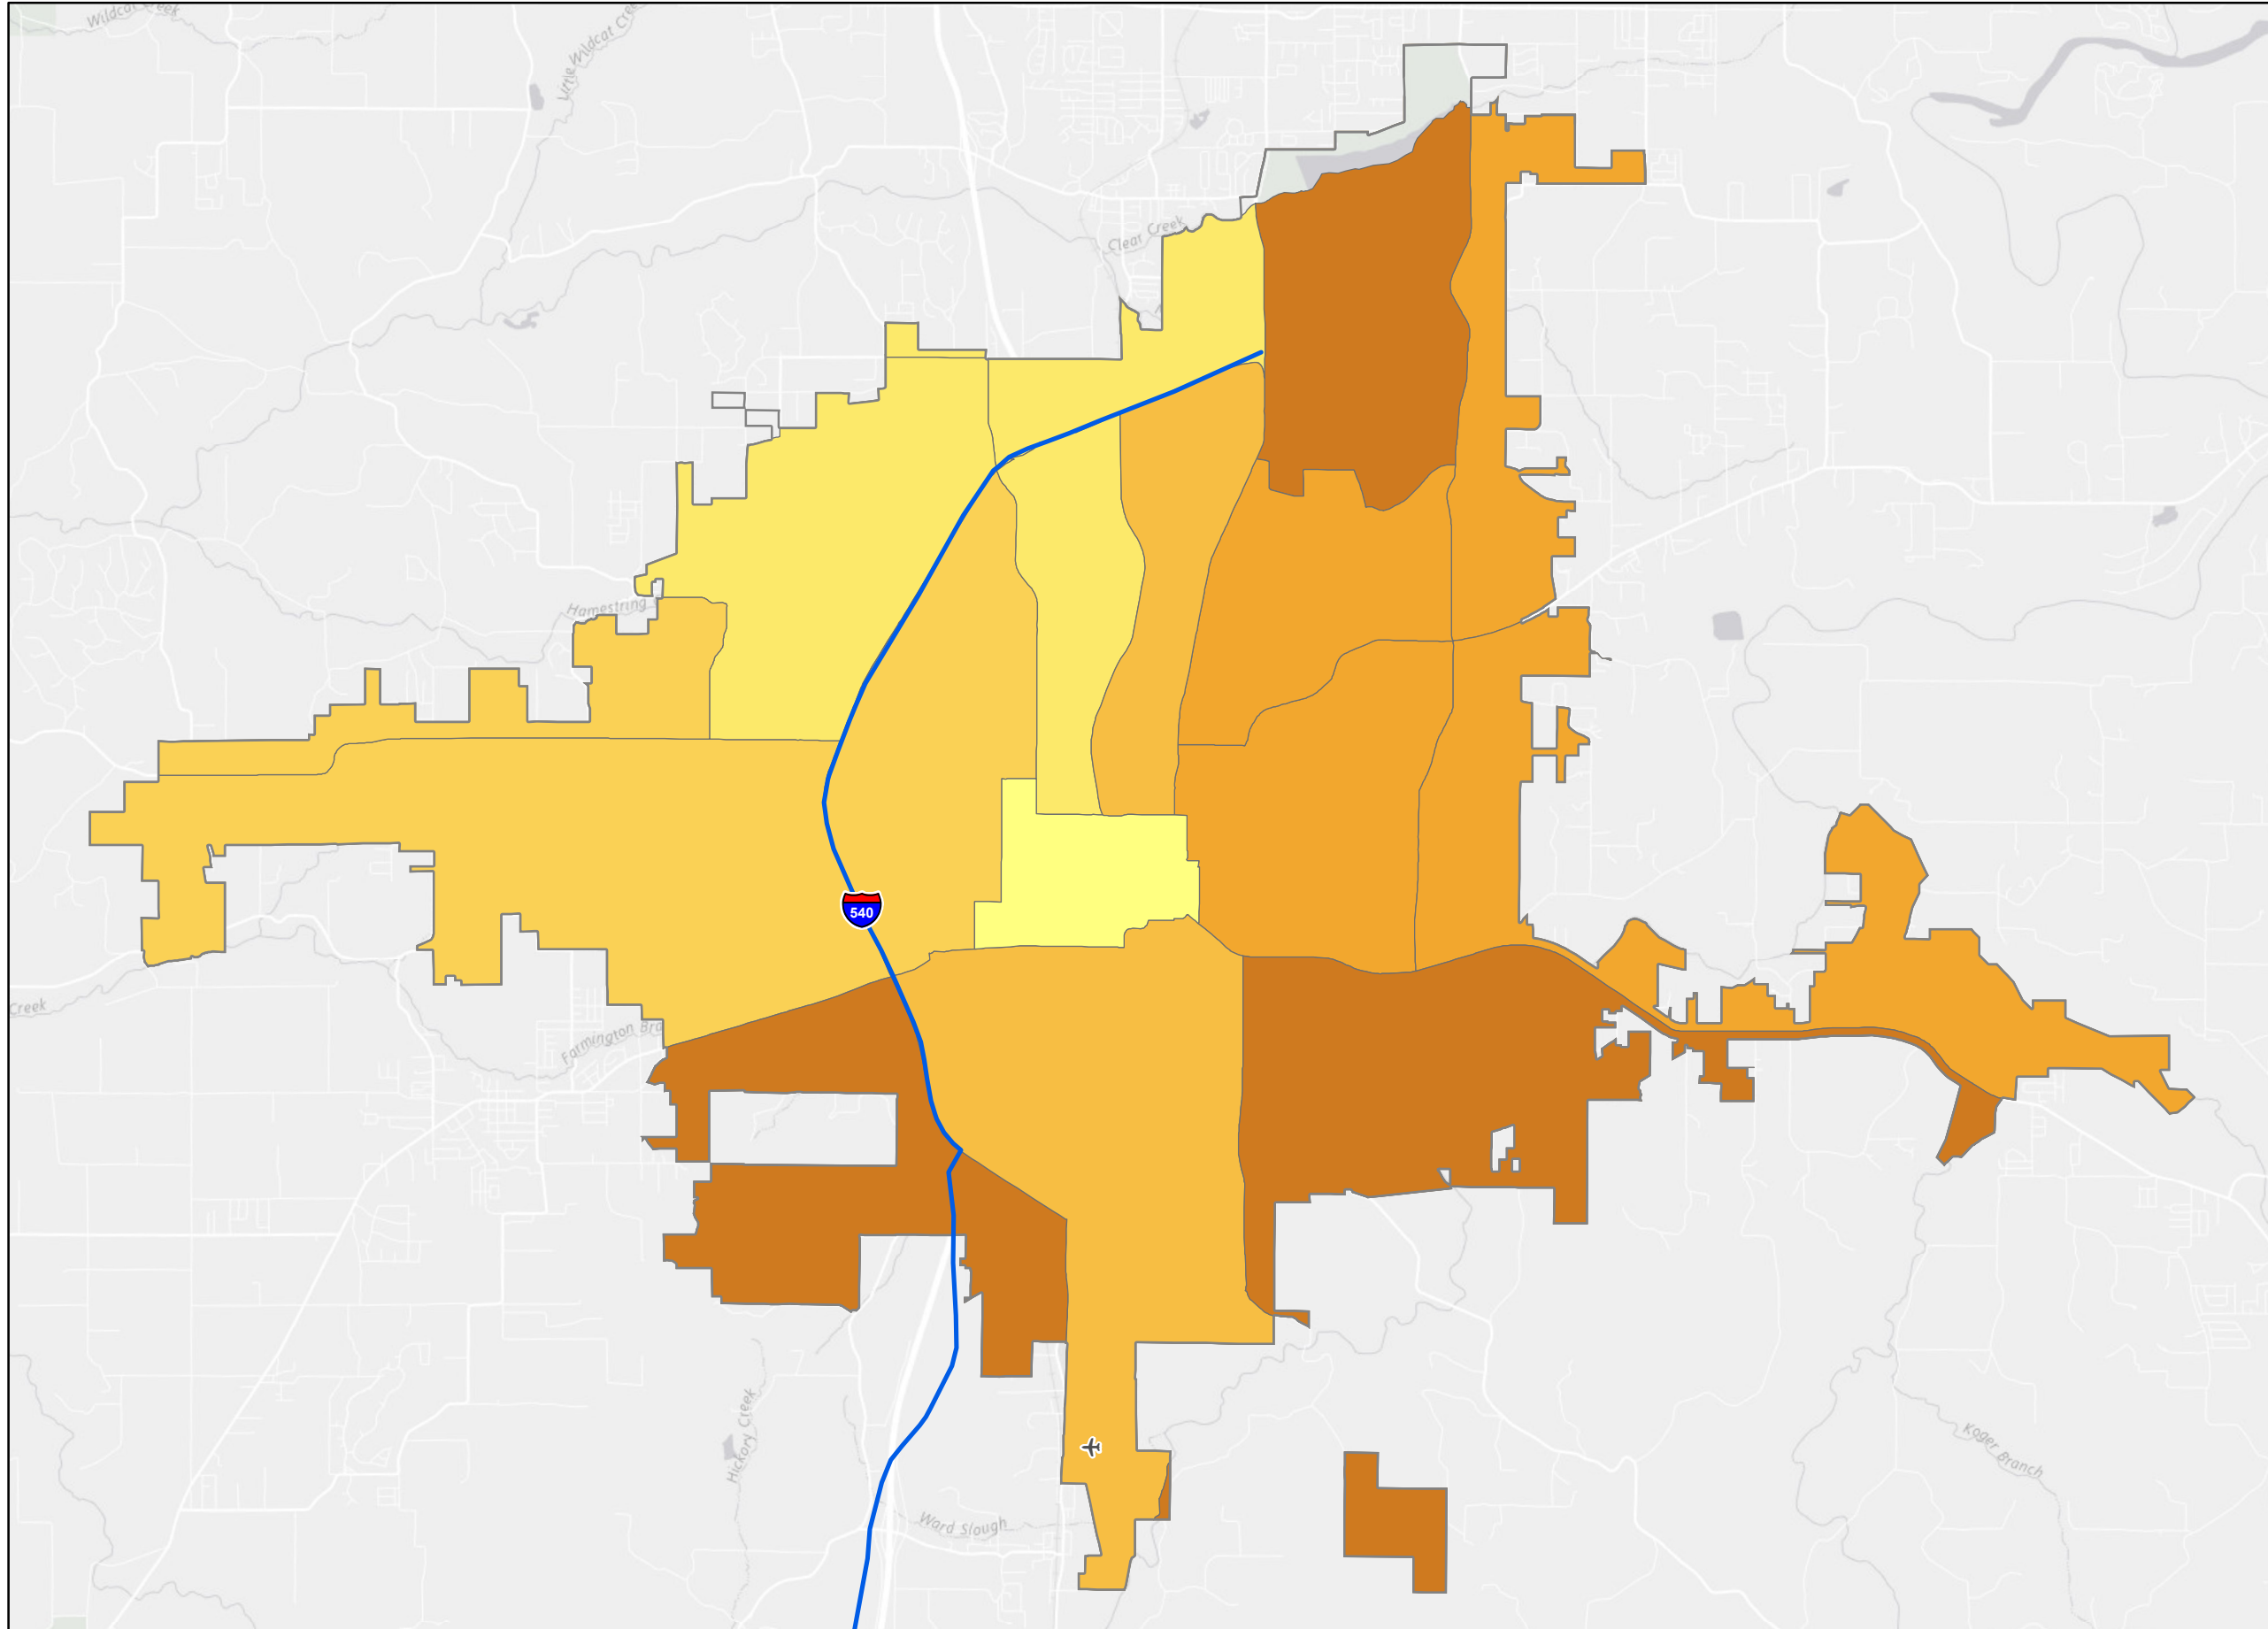 Wildcat Creek
Little Wildcat Creek
Clear Creek
Hamestring
540
Creek
Farmington Bra
Hickory Creek
Ward Slough
Koger Branch